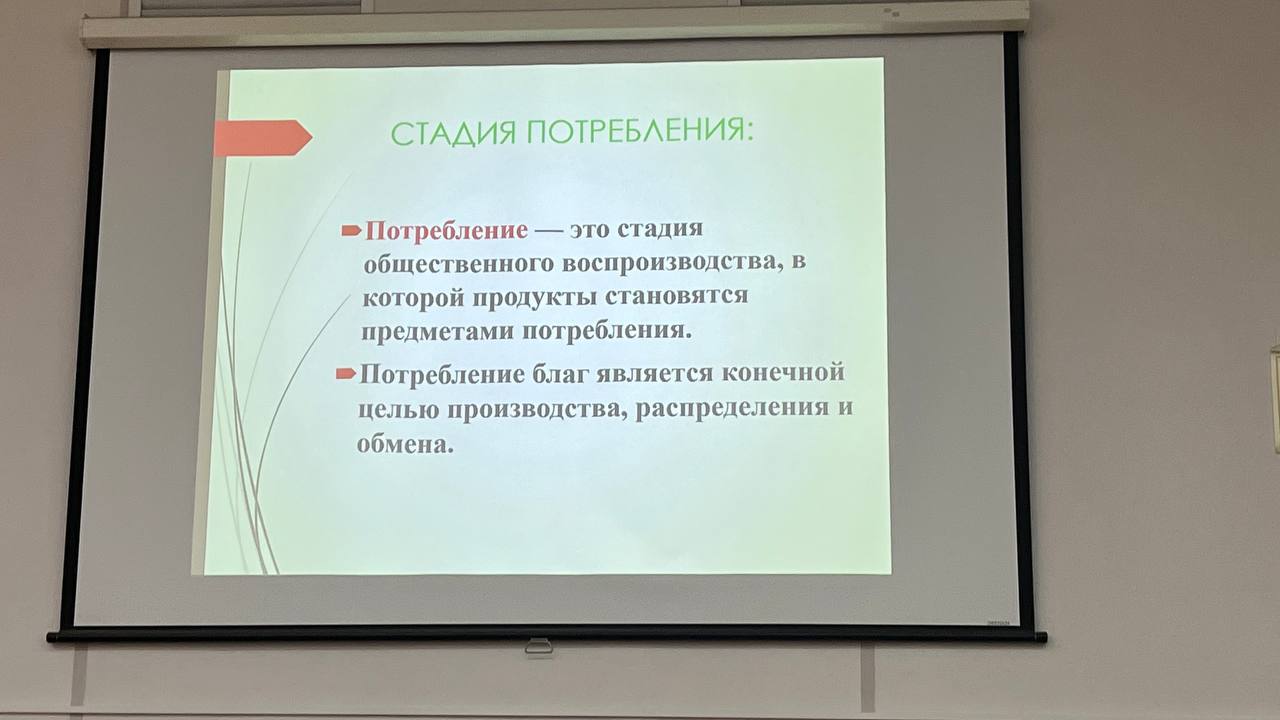 СТАДИЯ ПОТРЕБЛЕНИЯ:
Потребление — это стадия
общественного воспроизводства, в
которой продукты становятся
предметами потребления.
Потребление благ является конечной
целью производства, распределения и
обмена.